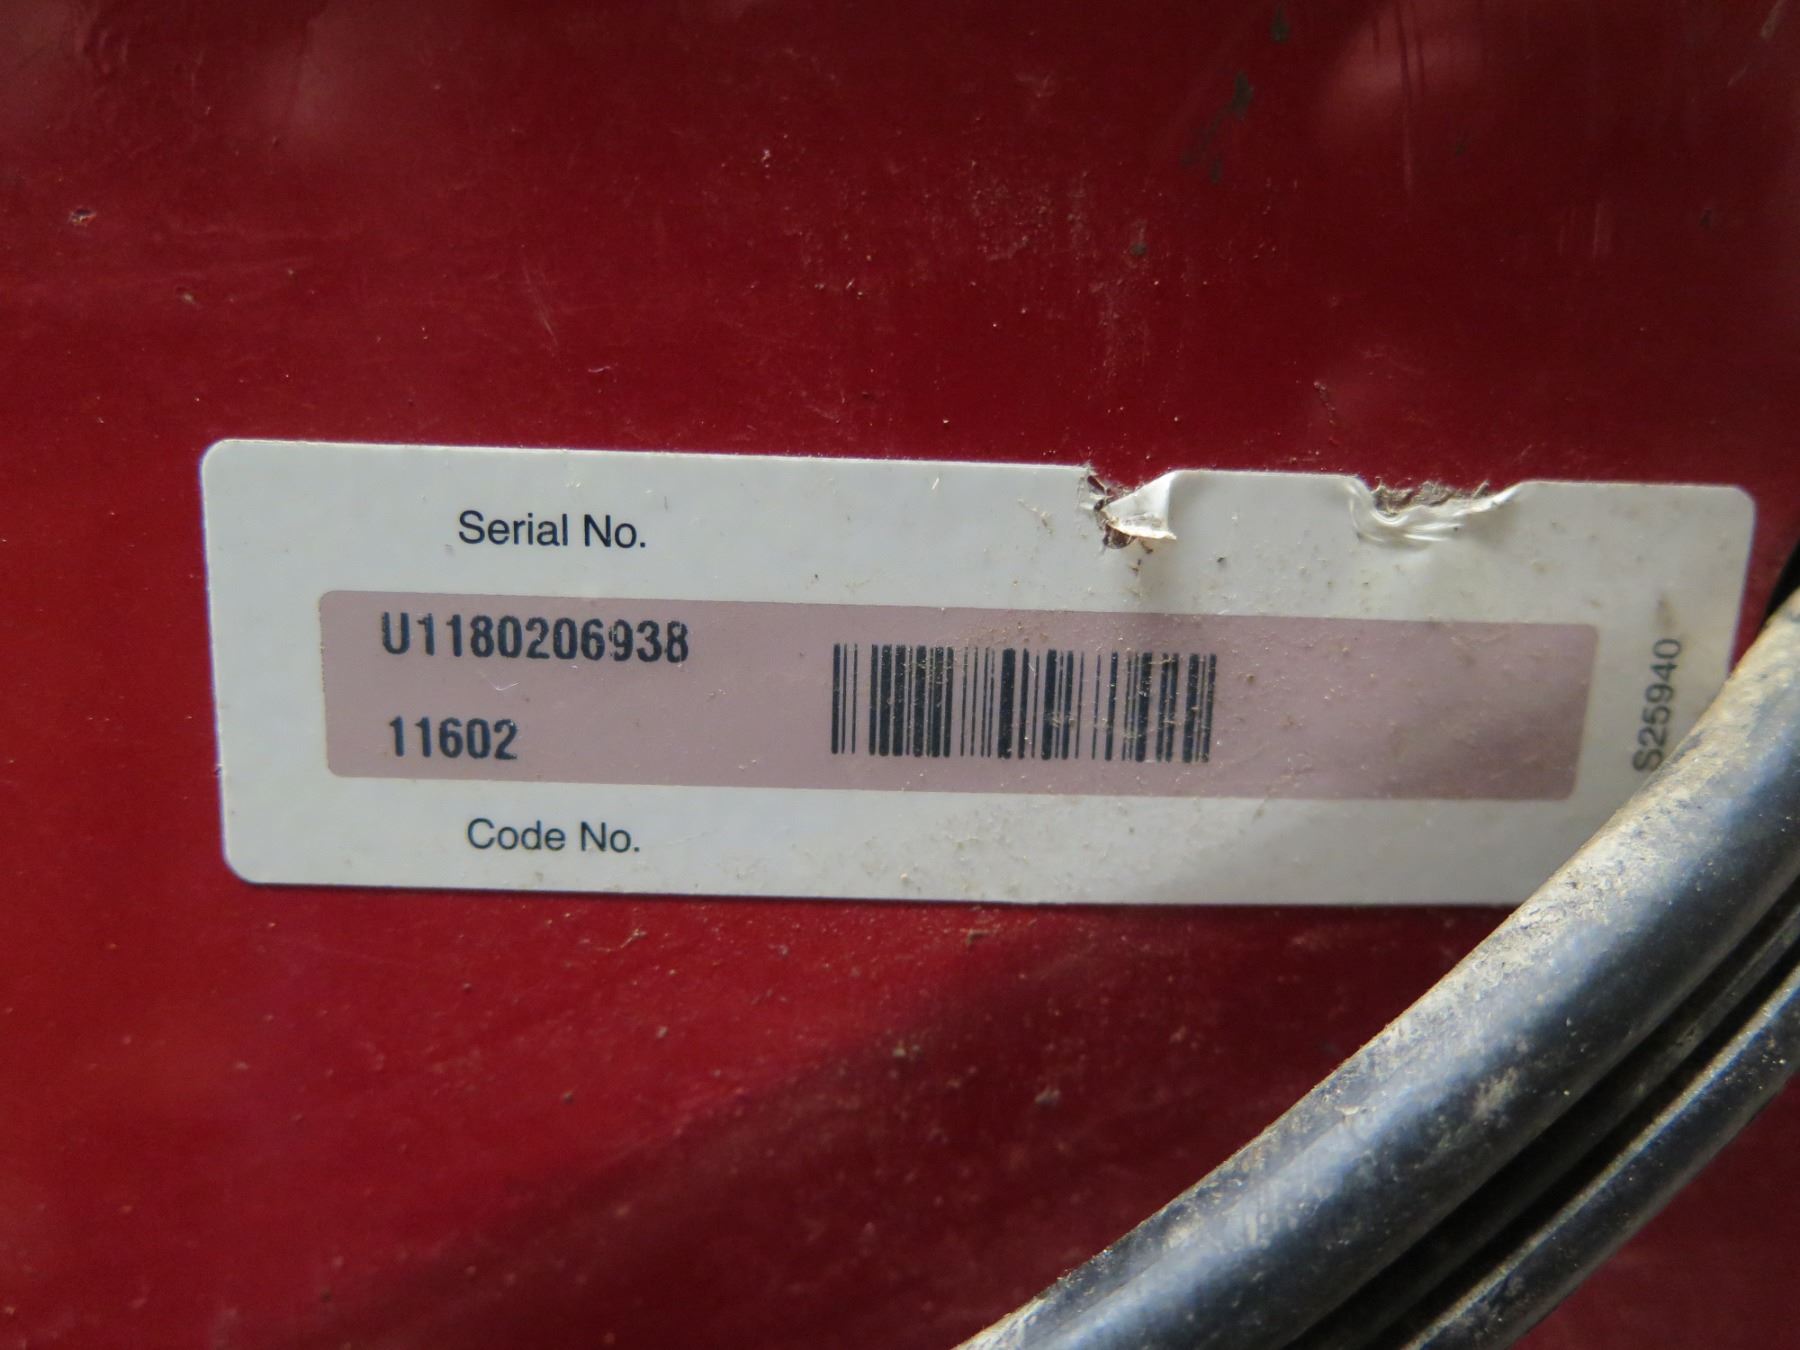 Serial No.
U1180206938
11602
Code No.
S25940